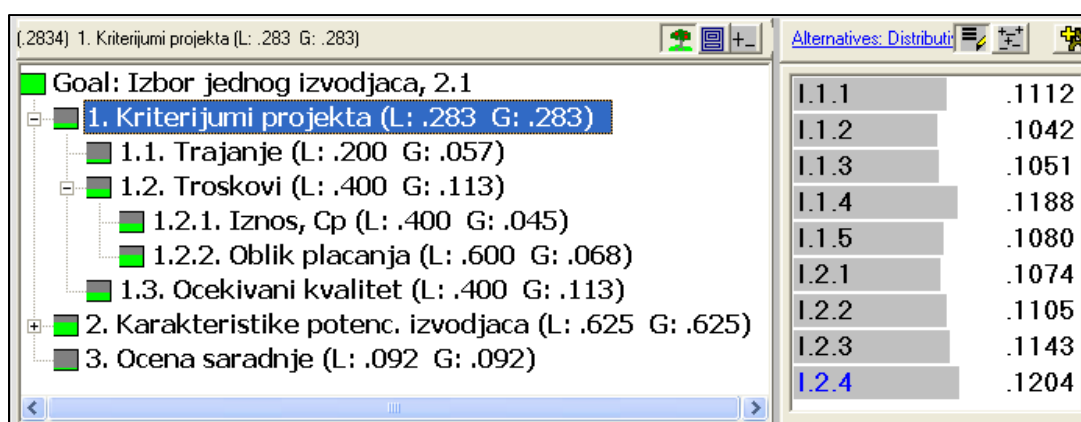 (.2834) 1. Kriterijumi projekta (L: .283 G: .283)
Goal: Izbor jednog izvodjaca, 2.1
1. Kriterijumi projekta (L: .283 G: .283)
1.1. Trajanje (L: .200 G: .057)
1.2. Troskovi (L: .400 G: .113)
1.2.1. Iznos, Cp (L: .400 G: .045)
1.2.2. Oblik placanja (L: .600 G: .068)
1.3. Ocekivani kvalitet (L: .400 G: .113)
2. Karakteristike potenc. izvodjaca (L: .625 G: .625)
3. Ocena saradnje (L: .092 G: .092)
Alternatives: Distributi
I.1.1 .1112
I.1.2 .1042
I.1.3 .1051
I.1.4 .1188
I.1.5 .1080
I.2.1 .1074
I.2.2 .1105
I.2.3 .1143
I.2.4 .1204